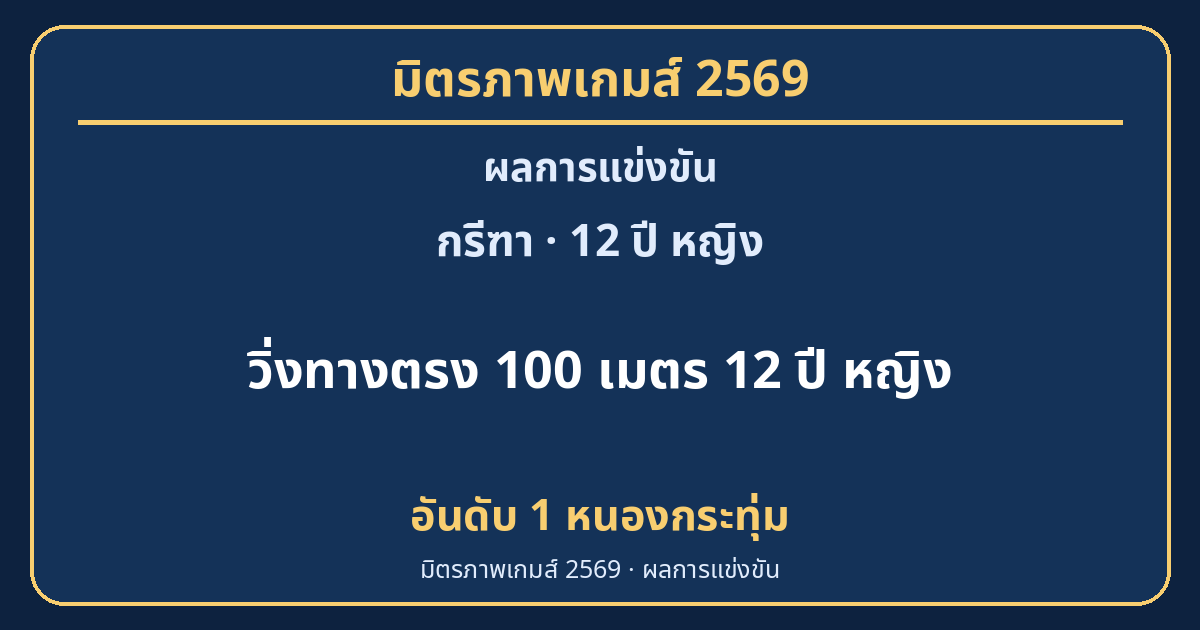 มิตรภาพเกมส์ 2569
ผลการแข่งขัน
กรีฑา · 12 ปี หญิง
วิ่งทางตรง 100 เมตร 12 ปี หญิง
อันดับ 1 หนองกระทุ่ม
มิตรภาพเกมส์ 2569 · ผลการแข่งขัน